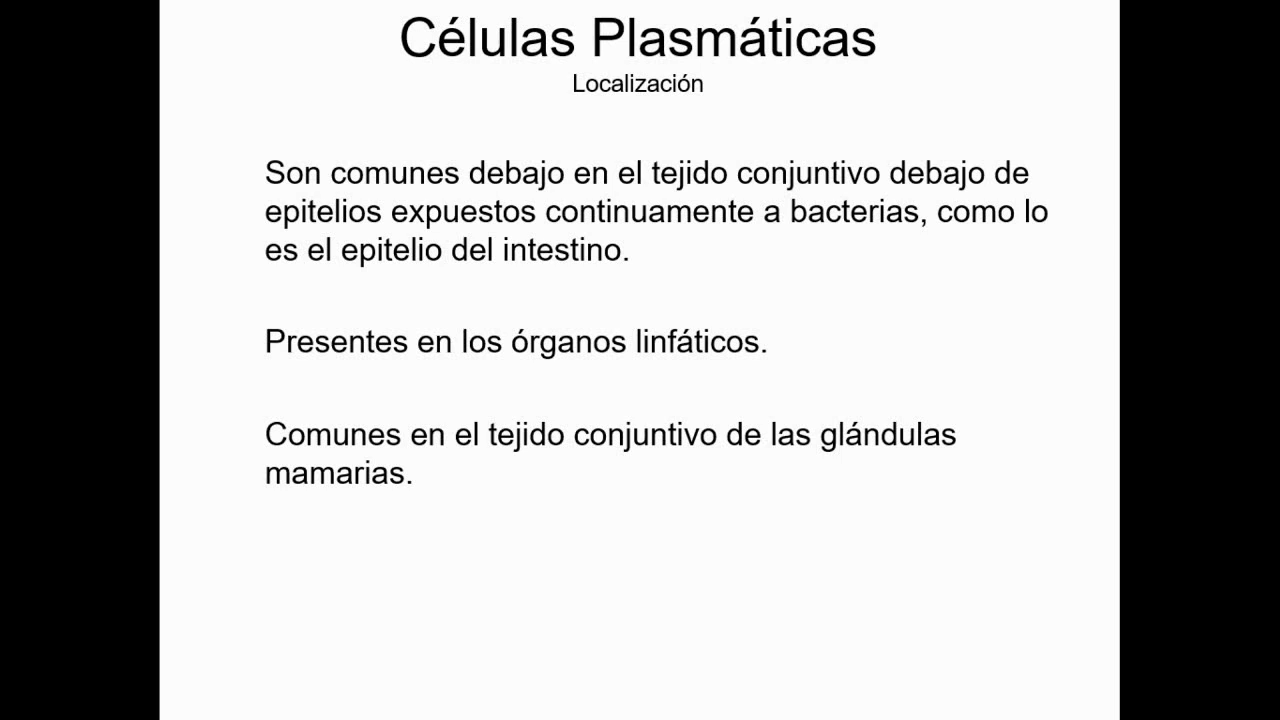 Células Plasmáticas
Localización
Son comunes debajo en el tejido conjuntivo debajo de
epitelios expuestos continuamente a bacterias, como lo
es el epitelio del intestino.
Presentes en los órganos linfáticos.
Comunes en el tejido conjuntivo de las glándulas
mamarias.